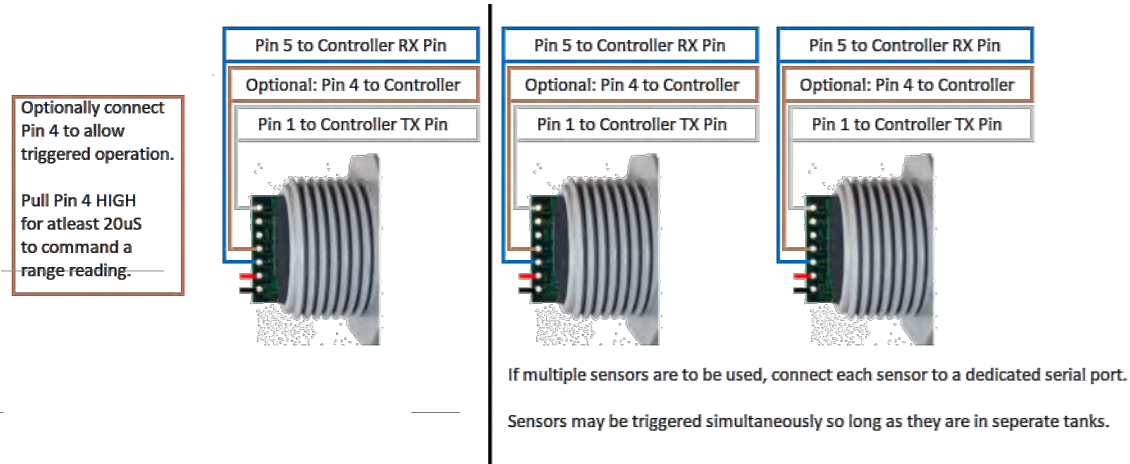 Pin 5 to Controller RX Pin
Optional: Pin 4 to Controller
Pin 1 to Controller TX Pin
Optionally connect
Pin 4 to allow
triggered operation.
Pull Pin 4 HIGH
for atleast 20uS
to command a
range reading.
Pin 5 to Controller RX Pin
Optional: Pin 4 to Controller
Pin 1 to Controller TX Pin
Pin 5 to Controller RX Pin
Optional: Pin 4 to Controller
Pin 1 to Controller TX Pin
If multiple sensors are to be used, connect each sensor to a dedicated serial port.
Sensors may be triggered simultaneously so long as they are in seperate tanks.